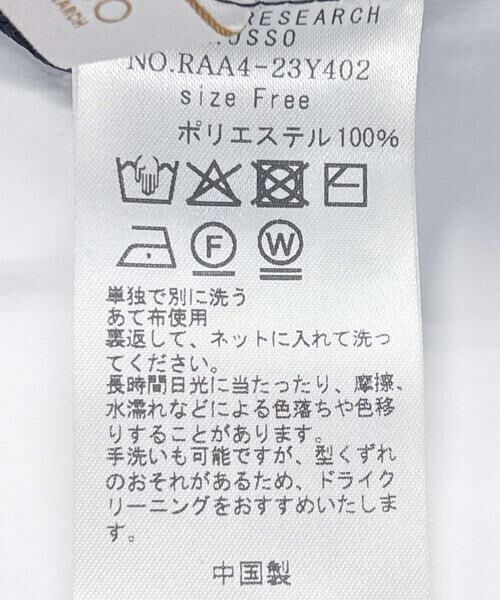 O
SEARCH
RESEARCH
OSSO
NO.RAA4-23Y402
size Free
ポリエステル100%
F
W
単独で別に洗う
あて布使用
裏返して、ネットに入れて洗っ
てください。
長時間日光に当たったり、摩擦、
水濡れなどによる色落ちや色移
りすることがあります。
手洗いも可能ですが、型くずれ
のおそれがあるため、ドライク
リーニングをおすすめいたしま
す。
中国製